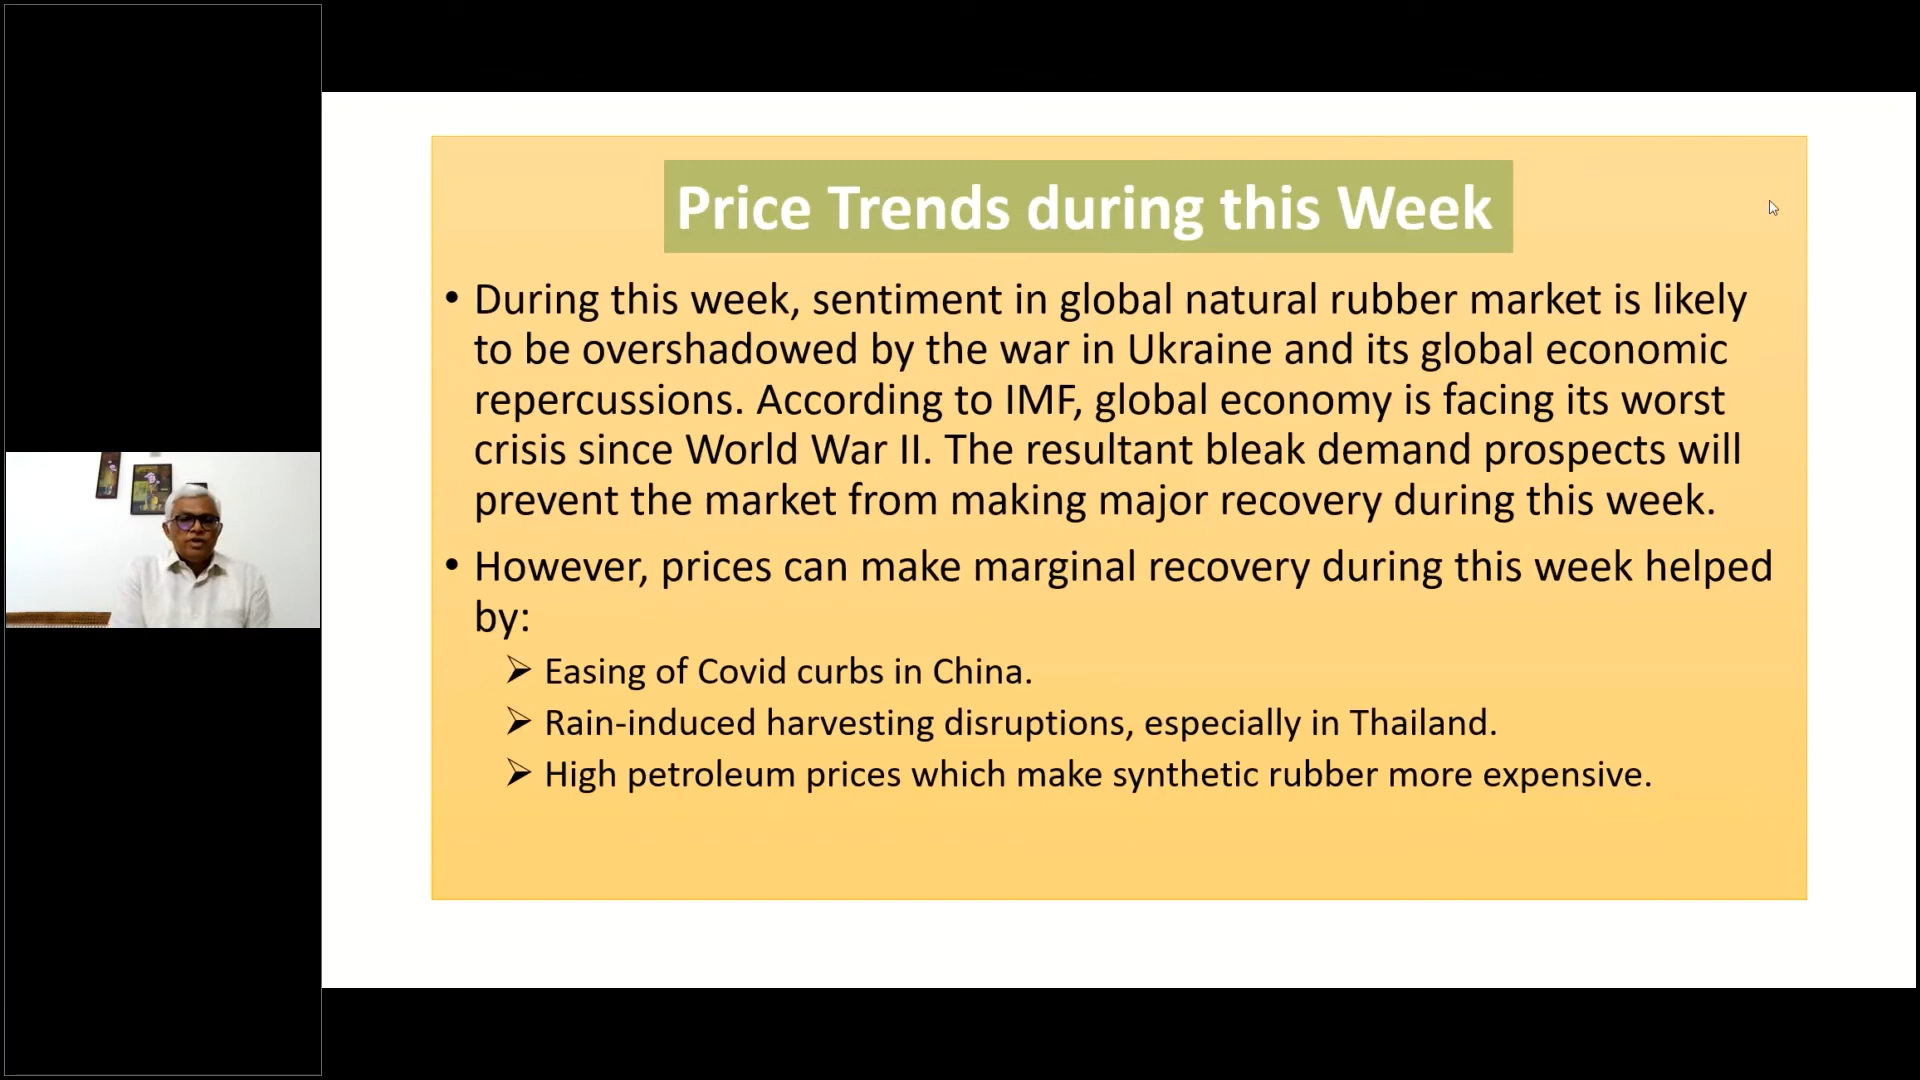 Price Trends during this Week
• During this week, sentiment in global natural rubber market is likely
to be overshadowed by the war in Ukraine and its global economic
repercussions. According to IMF, global economy is facing its worst
crisis since World War II. The resultant bleak demand prospects will
prevent the market from making major recovery during this week.
• However, prices can make marginal recovery during this week helped
by:
➢ Easing of Covid curbs in China.
➢ Rain-induced harvesting disruptions, especially in Thailand.
➢ High petroleum prices which make synthetic rubber more expensive.